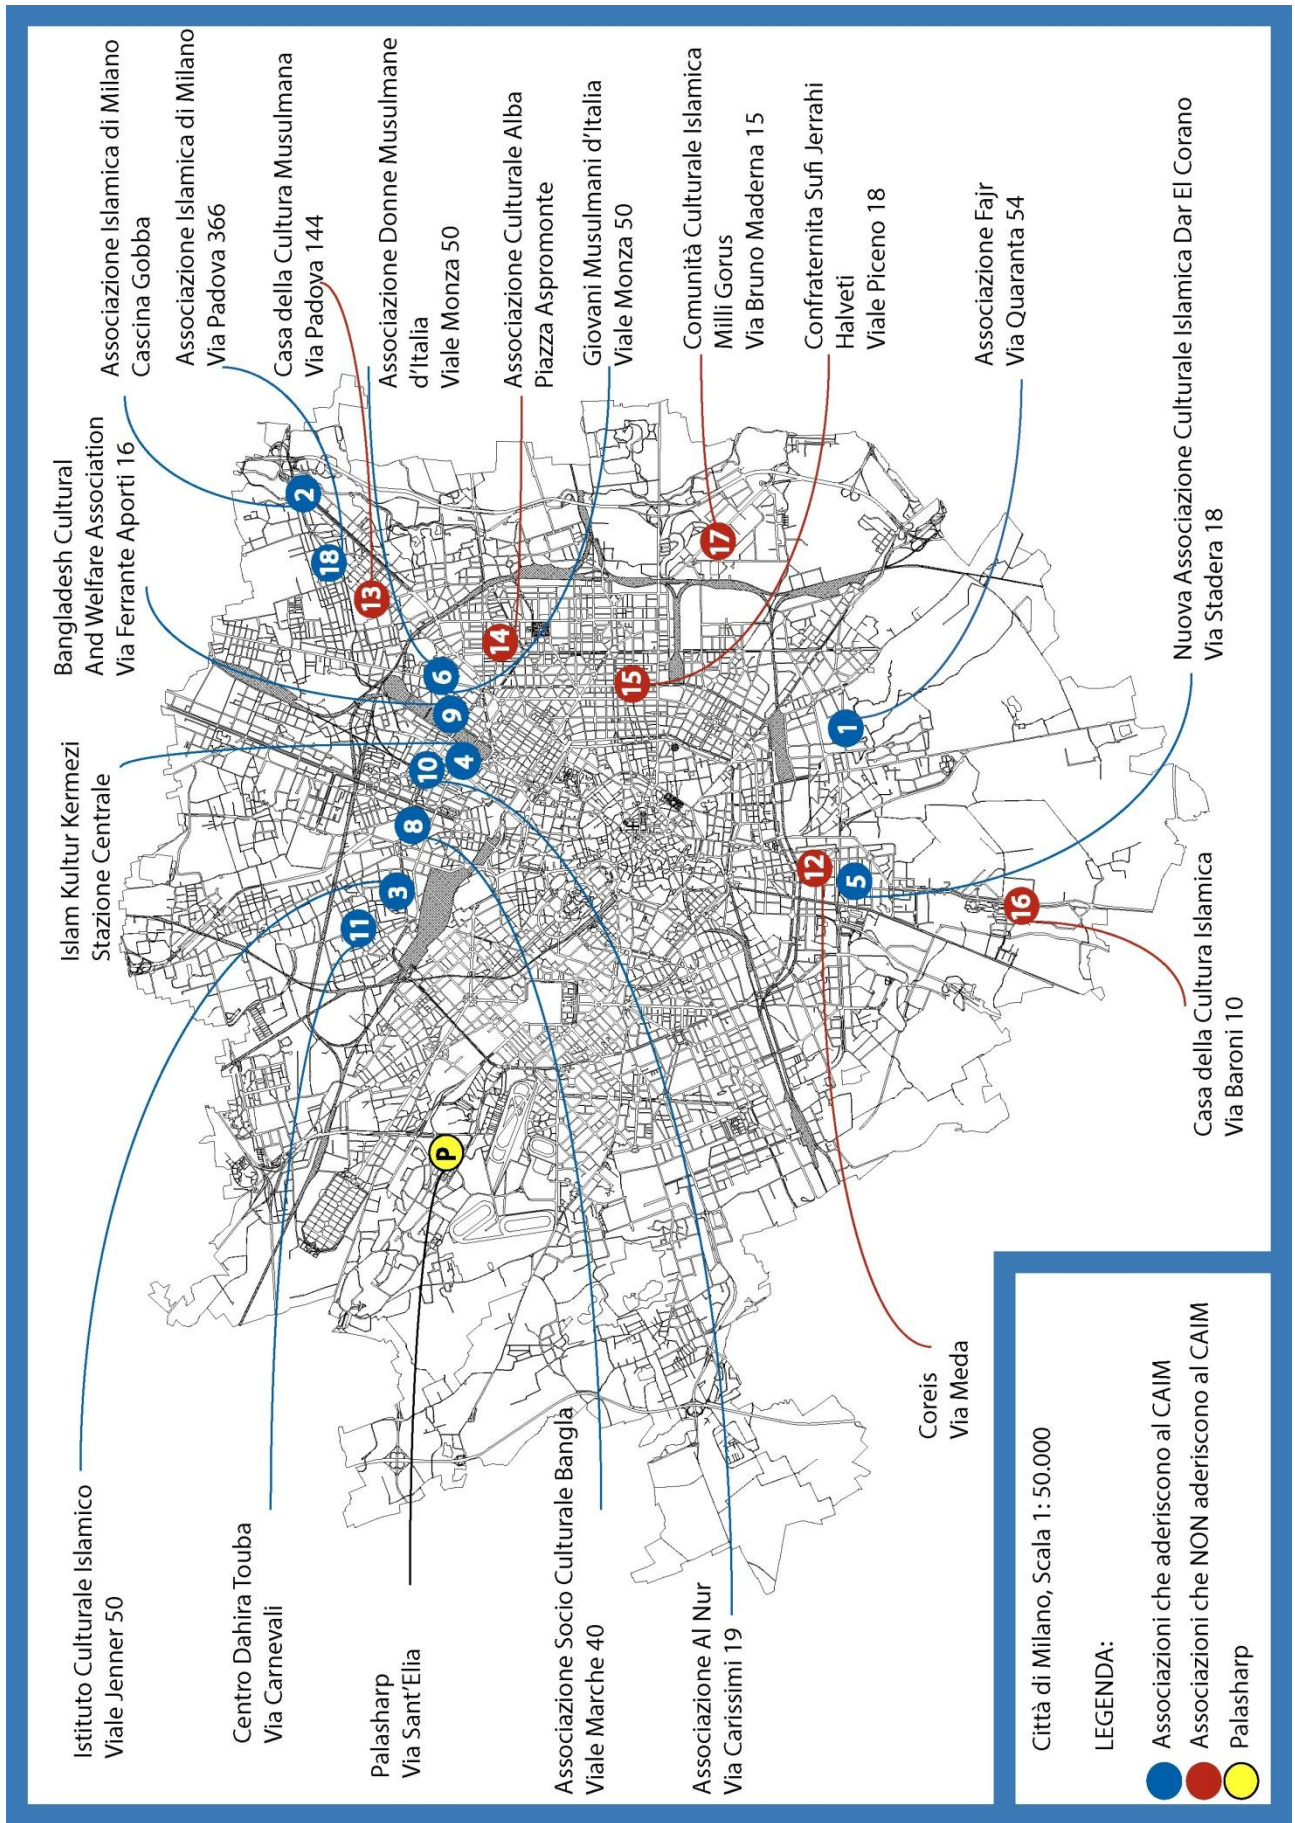 Istituto Culturale Islamico
Viale Jenner 50
Centro Dahira Touba
Via Carnevali
Palasharp
Via Sant'Elia
Associazione Socio Culturale Bangla
Viale Marche 40
Associazione Al Nur
Via Carissimi 19
Islam Kultur Kermezi
Stazione Centrale
Bangladesh Cultural
And Welfare Association
Via Ferrante Aporti 16
Associazione Islamica di Milano
Cascina Gobba
Associazione Islamica di Milano
Via Padova 366
Casa della Cultura Musulmana
Via Padova 144
Associazione Donne Musulmane
d'Italia
Viale Monza 50
Associazione Culturale Alba
Piazza Aspromonte
Giovani Musulmani d'Italia
Viale Monza 50
Comunità Culturale Islamica
Milli Gorus
Via Bruno Maderna 15
Confraternita Sufi Jerrahi
Halveti
Viale Piceno 18
Associazione Fajr
Via Quaranta 54
Nuova Associazione Culturale Islamica Dar El Corano
Via Stadera 18
Casa della Cultura Islamica
Via Baroni 10
Coreis
Via Meda
2
18
13
6
9
14
10
4
8
3
11
P
15
17
1
12
5
16
Città di Milano, Scala 1: 50.000
LEGENDA:
Associazioni che aderiscono al CAIM
Associazioni che NON aderiscono al CAIM
Palasharp